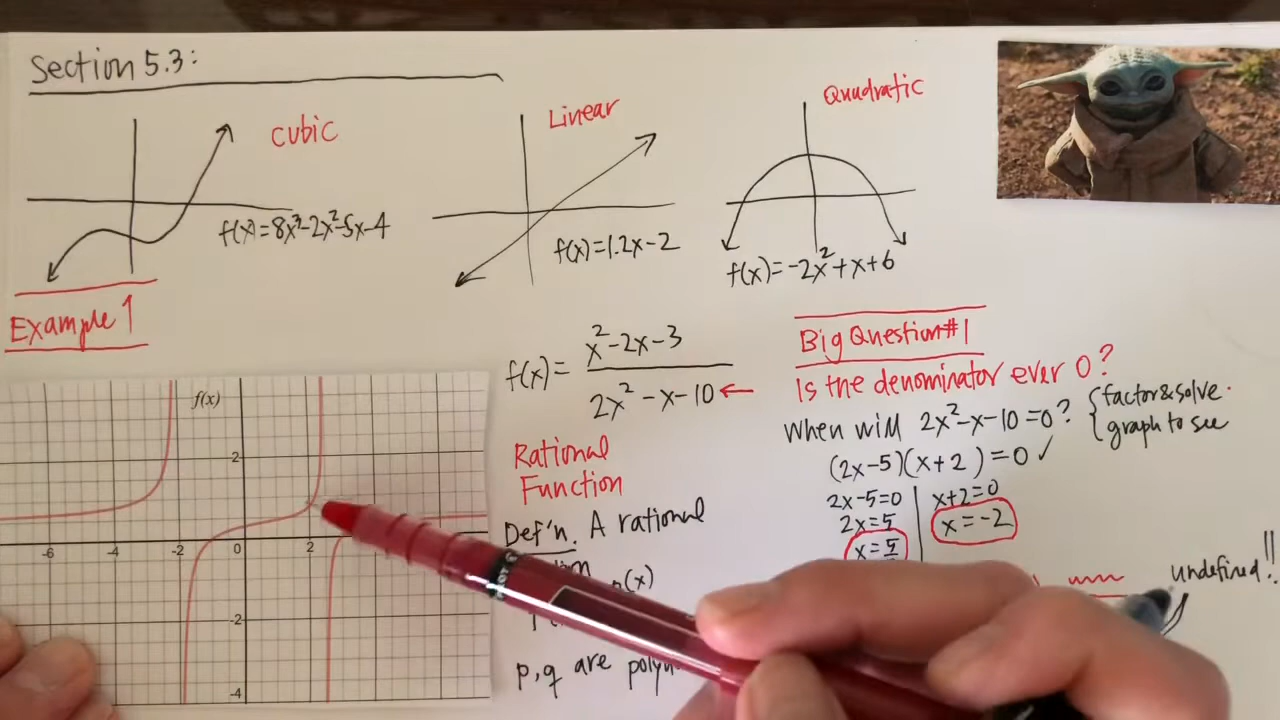 Section 5.3:
cubic
f(x)=8x³-2x²-5x-4
Linear
f(x)=1.2x-2
Quadratic
f(x)=-2x²+x+6
Example 1
f(x)
2
-6 -4 -2 0 2
-2
-4
f(x)= x²-2x-3
2x²-x-10 ←
Rational
Function
Def'n. A rational
(x)
p,q are
Big Question #1
Is the denominator ever 0?
When will 2x²-x-10=0?
{factor&solve.
graph to see
(2x-5)(x+2)=0 ✓
2x-5=0
2x=5
x=5
x+2=0
x=-2
undefined!!